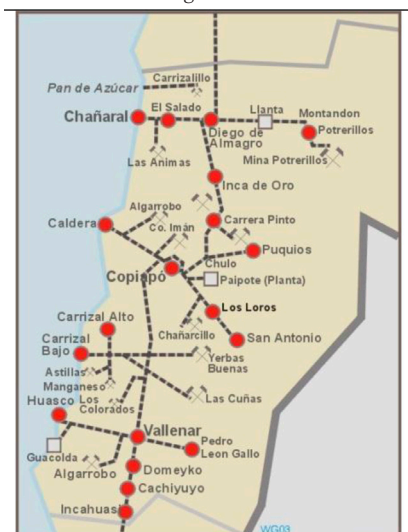 Carrizalillo
Pan de Azúcar
Chañaral
El Salado
Llanta
Montandon
Diego de
Almagro
Potrerillos
Las Animas
Mina Potrerillos
Inca de Oro
Algarrobo
Carrera Pinto
Caldera
Co. Imán
Puquios
Chulo
Copiapó
Paipote (Planta)
Los Loros
Carrizal Alto
Chañarcillo
San Antonio
Carrizal
Bajo
Yerbas
Buenas
Astillas
Manganeso
Los
Colorados
Las Cuñas
Huasco
Vallenar
Pedro
Leon Gallo
Guacolda
Algarrobo
Domeyko
Cachiyuyo
Incahuas
WG03